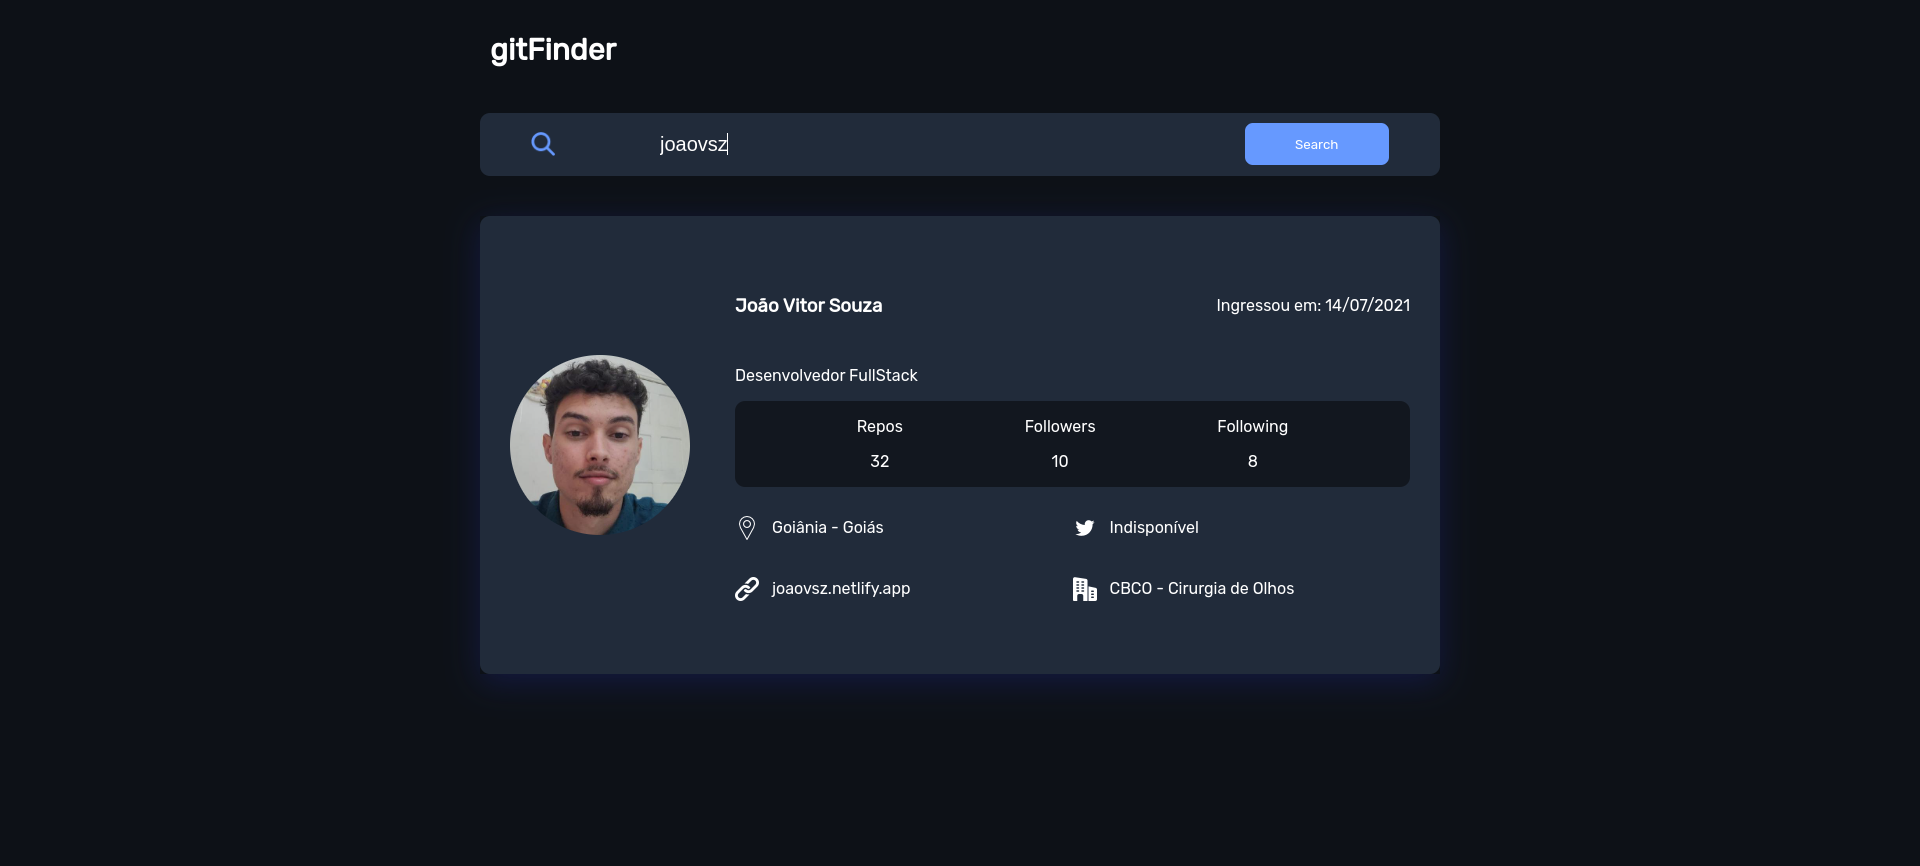 gitFinder
joaovsz
Search
João Vitor Souza
Ingressou em: 14/07/2021
Desenvolvedor FullStack
Repos Followers Following
32 10 8
Goiânia - Goiás
Indisponível
joaovsz.netlify.app
CBCO - Cirurgia de Olhos